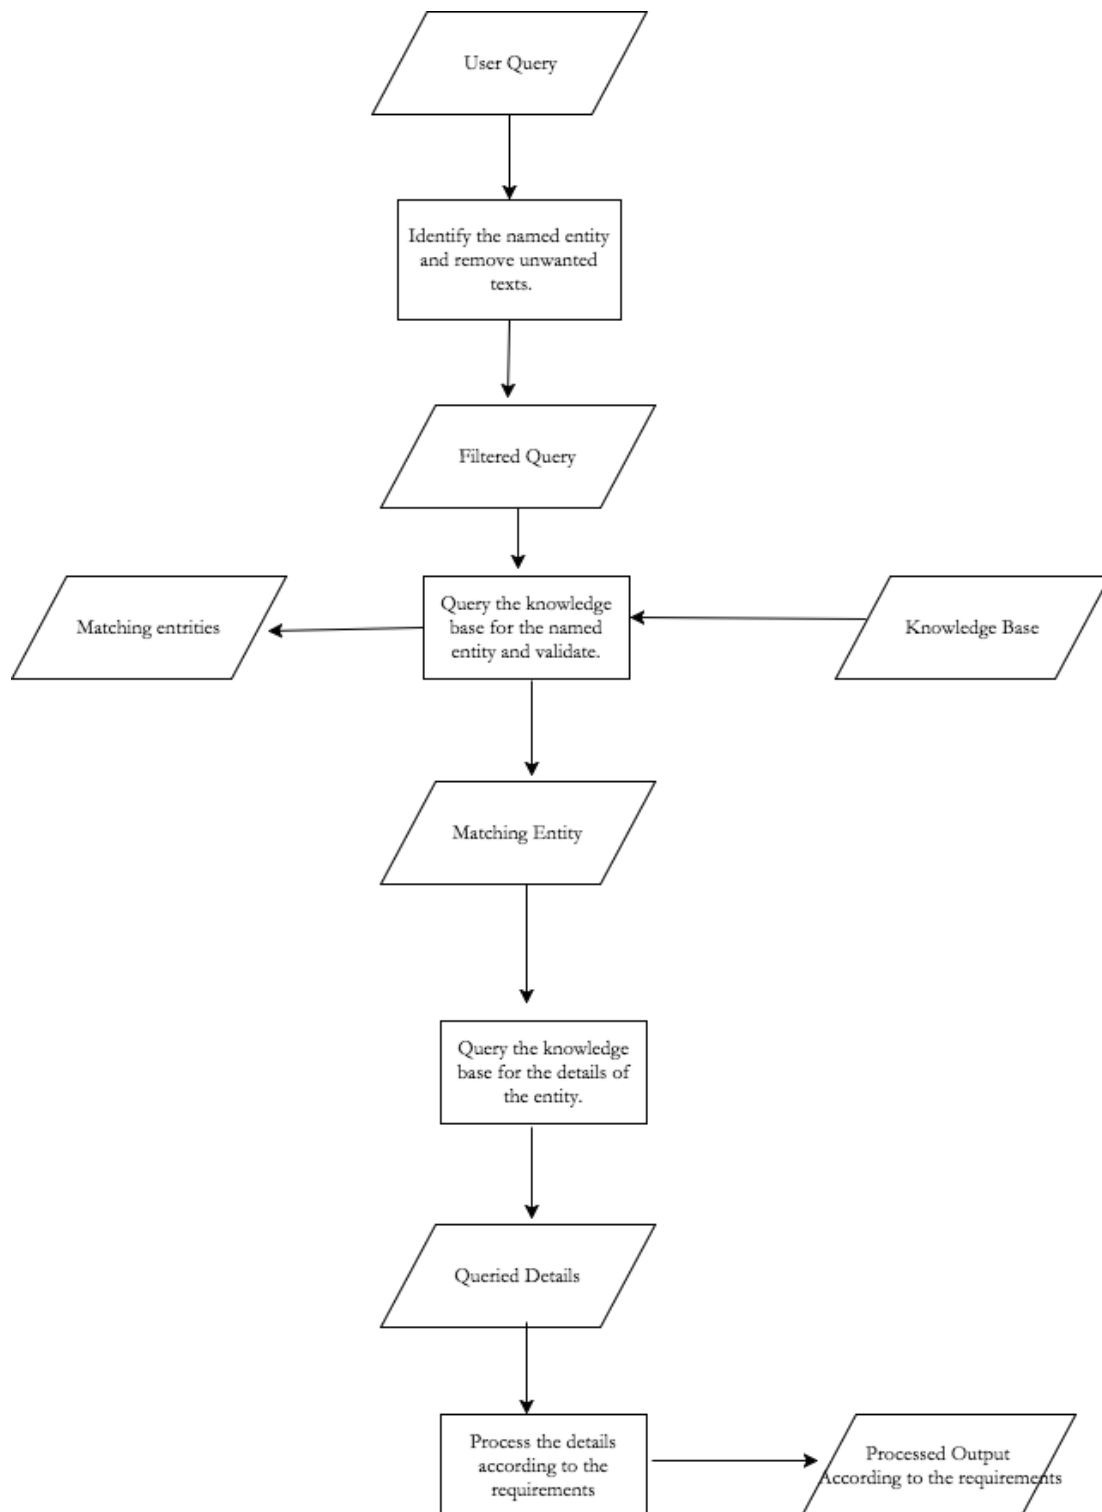 User Query
Identify the named entity
and remove unwanted
texts.
Filtered Query
Matching entities
Query the knowledge
base for the named
entity and validate.
Knowledge Base
Matching Entity
Query the knowledge
base for the details of
the entity.
Queried Details
Process the details
according to the
requirements
Processed Output
According to the requirements